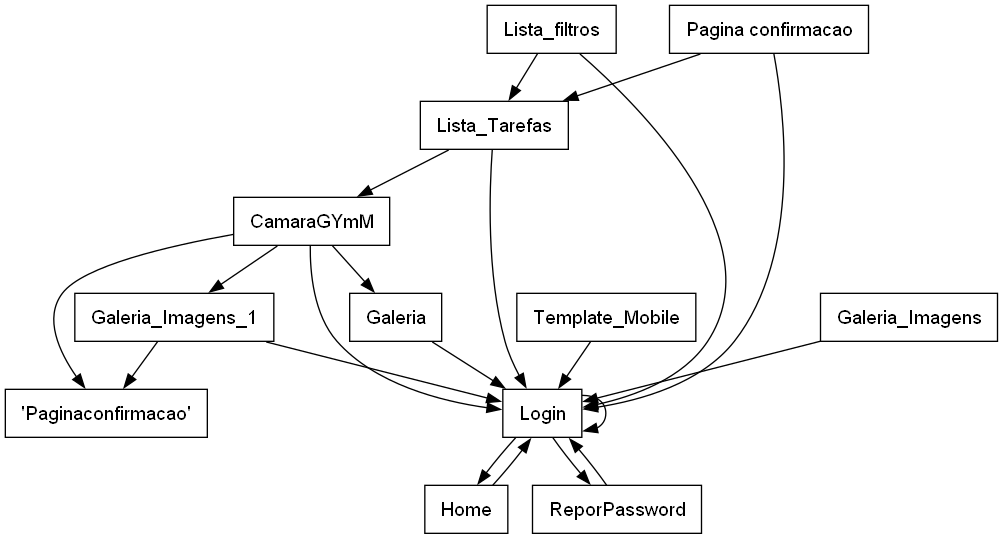 Lista_filtros
Pagina confirmacao
Lista_Tarefas
CamaraGYmM
Galeria_Imagens_1
Galeria
Template_Mobile
Galeria_Imagens
'Paginaconfirmacao'
Login
Home
ReporPassword